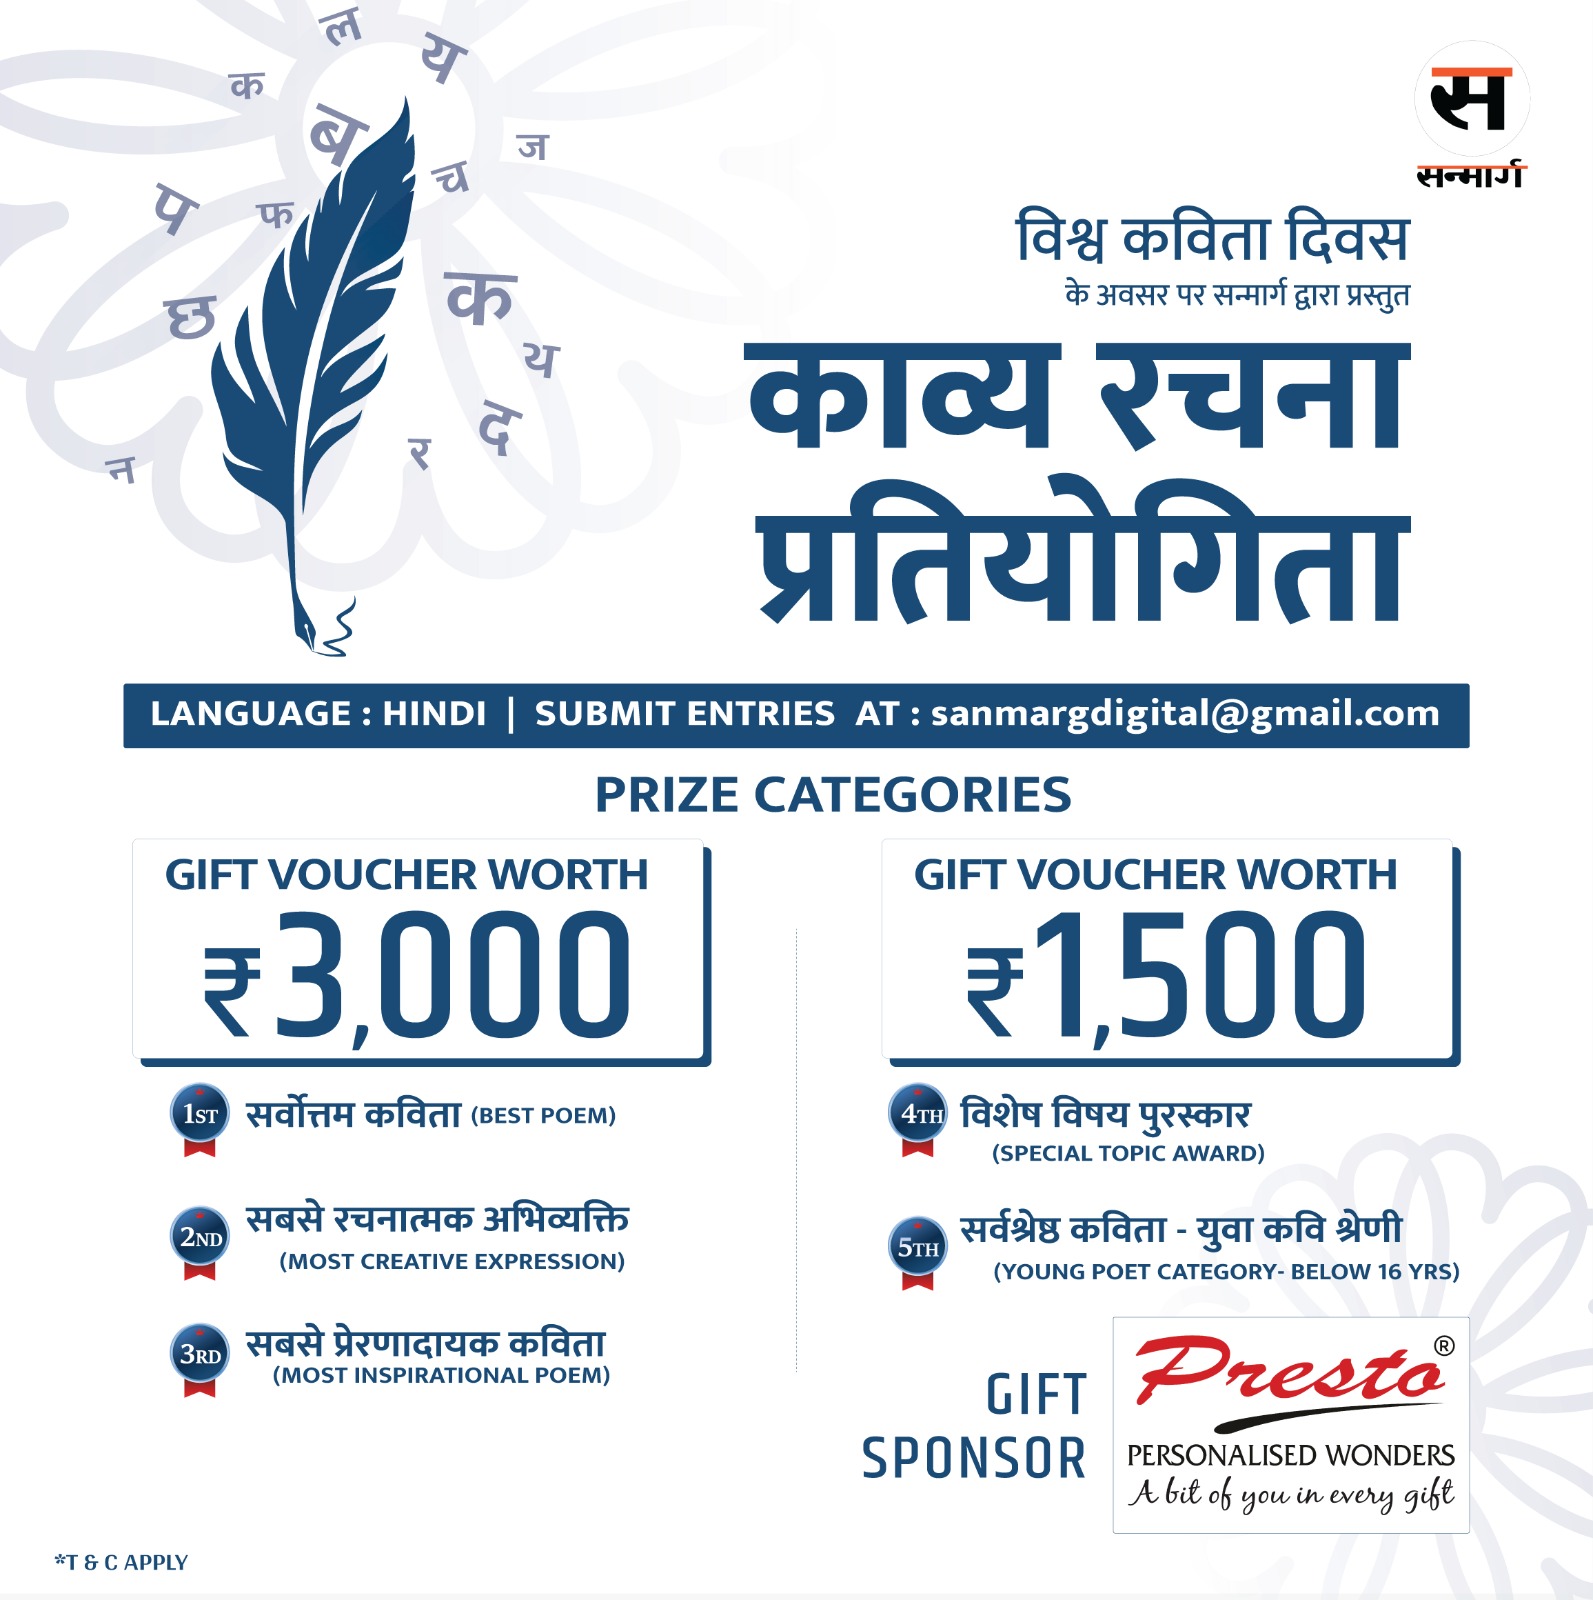 ल
य
क
ब
ज
च
प
फ
छ
क
थ
द
र
न
स
सन्मार्ग
विश्व कविता दिवस
के अवसर पर सन्मार्ग द्वारा प्रस्तुत
काव्य रचना
प्रतियोगिता
LANGUAGE : HINDI | SUBMIT ENTRIES AT : sanmargdigital@gmail.com
PRIZE CATEGORIES
GIFT VOUCHER WORTH
₹3,000
1ST सर्वोत्तम कविता (BEST POEM)
2ND सबसे रचनात्मक अभिव्यक्ति
(MOST CREATIVE EXPRESSION)
3RD सबसे प्रेरणादायक कविता
(MOST INSPIRATIONAL POEM)
GIFT VOUCHER WORTH
₹1,500
4TH विशेष विषय पुरस्कार
(SPECIAL TOPIC AWARD)
5TH सर्वश्रेष्ठ कविता - युवा कवि श्रेणी
(YOUNG POET CATEGORY- BELOW 16 YRS)
GIFT
SPONSOR
Presto®
PERSONALISED WONDERS
A bit of you in every gift
*T & C APPLY